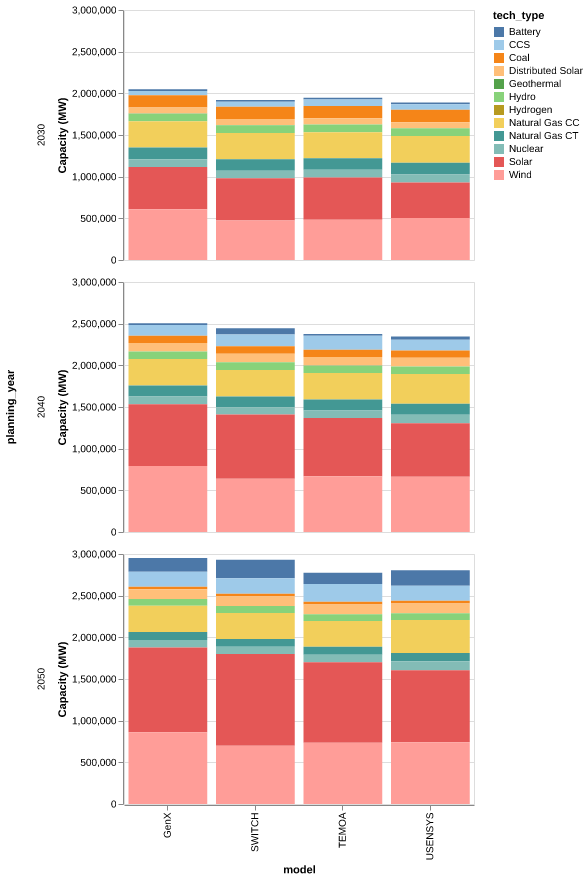 tech_type
Battery
CCS
Coal
Distributed Solar
Geothermal
Hydro
Hydrogen
Natural Gas CC
Natural Gas CT
Nuclear
Solar
Wind
planning_year
2030
Capacity (MW)
3,000,000
2,500,000
2,000,000
1,500,000
1,000,000
500,000
0
2040
Capacity (MW)
3,000,000
2,500,000
2,000,000
1,500,000
1,000,000
500,000
0
2050
Capacity (MW)
3,000,000
2,500,000
2,000,000
1,500,000
1,000,000
500,000
0
GenX
SWITCH
TEMOA
USENSYS
model